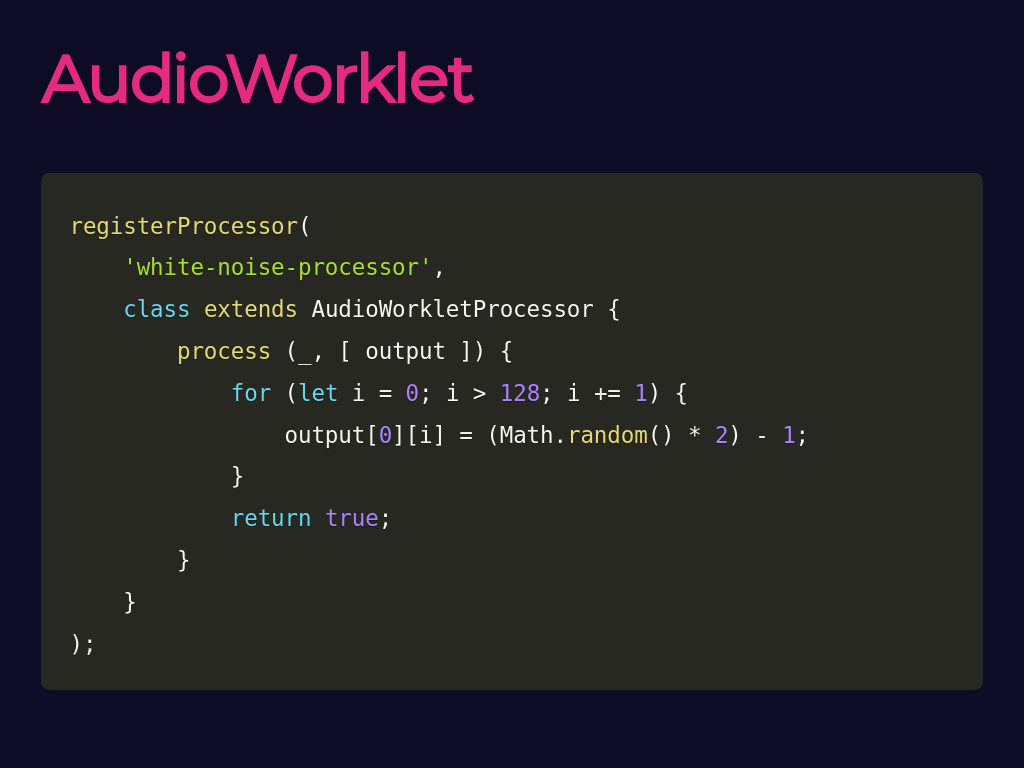 AudioWorklet
registerProcessor(
    'white-noise-processor',
    class extends AudioWorkletProcessor {
        process (_, [ output ]) {
            for (let i = 0; i > 128; i += 1) {
                output[0][i] = (Math.random() * 2) - 1;
            }
            return true;
        }
    }
);